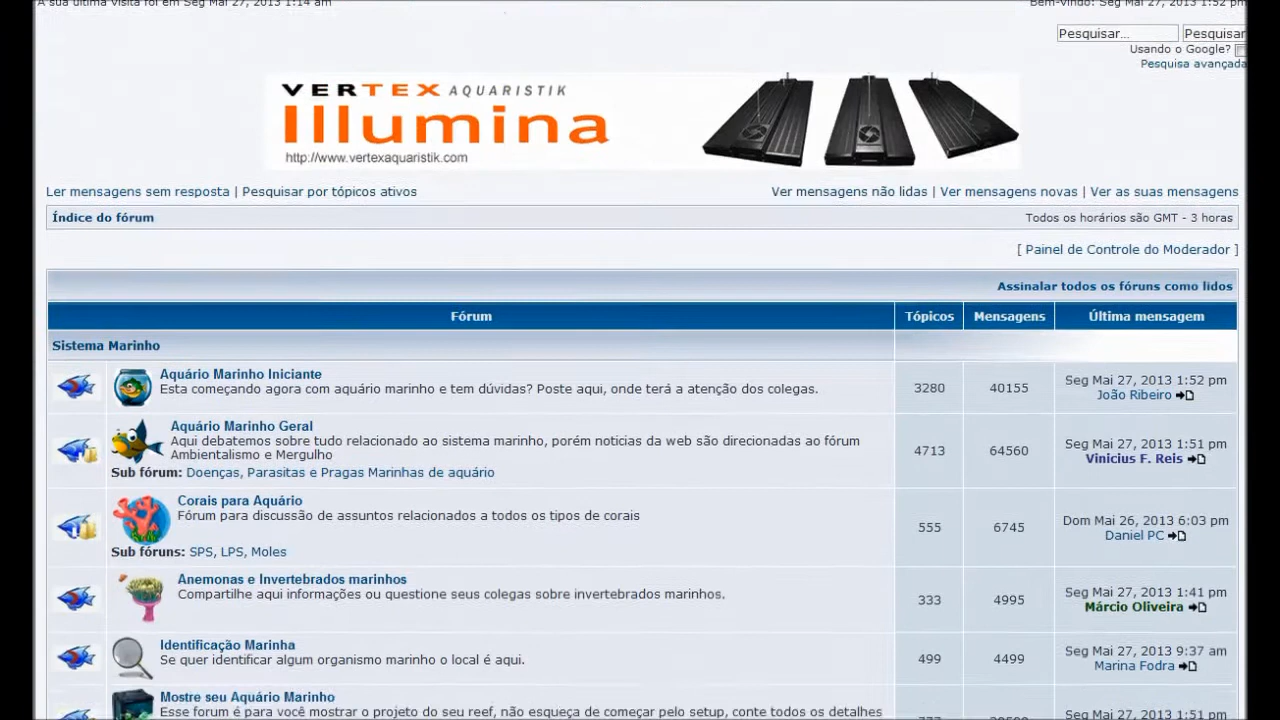 A sua última visita foi em Seg Mai 27, 2013 1:14 am
Bem-vindo: Seg Mai 27, 2013 1:52 pm
Pesquisar... Pesquisar
Usando o Google?
Pesquisa avançada
VERTEX AQUARISTIK
Illumina
http://www.vertexaquaristik.com
Ler mensagens sem resposta | Pesquisar por tópicos ativos
Ver mensagens não lidas | Ver mensagens novas | Ver as suas mensagens
Índice do fórum
Todos os horários são GMT - 3 horas
[ Painel de Controle do Moderador ]
Assinalar todos os fóruns como lidos
Fórum Tópicos Mensagens Última mensagem
Sistema Marinho
Aquário Marinho Iniciante
Esta começando agora com aquário marinho e tem dúvidas? Poste aqui, onde terá a atenção dos colegas.
3280 40155
Seg Mai 27, 2013 1:52 pm
João Ribeiro
Aquário Marinho Geral
Aqui debatemos sobre tudo relacionado ao sistema marinho, porém noticias da web são direcionadas ao fórum
Ambientalismo e Mergulho
Sub fórum: Doenças, Parasitas e Pragas Marinhas de aquário
4713 64560
Seg Mai 27, 2013 1:51 pm
Vinicius F. Reis
Corais para Aquário
Fórum para discussão de assuntos relacionados a todos os tipos de corais
Sub fóruns: SPS, LPS, Moles
555 6745
Dom Mai 26, 2013 6:03 pm
Daniel PC
Anemonas e Invertebrados marinhos
Compartilhe aqui informações ou questione seus colegas sobre invertebrados marinhos.
333 4995
Seg Mai 27, 2013 1:41 pm
Márcio Oliveira
Identificação Marinha
Se quer identificar algum organismo marinho o local é aqui.
499 4499
Seg Mai 27, 2013 9:37 am
Marina Fodra
Mostre seu Aquário Marinho
Esse forum é para você mostrar o projeto do seu reef, não esqueça de começar pelo setup, conte todos os detalhes
Seg Mai 27, 2013 1:51 pm